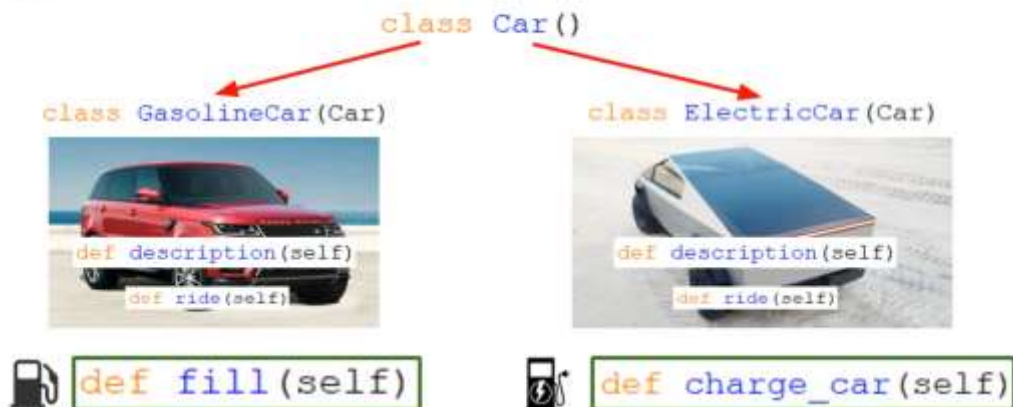 class Car()
class GasolineCar(Car)
class ElectricCar(Car)
def description(self)
def ride(self)
def description(self)
def ride(self)
def fill(self)
def charge_car(self)